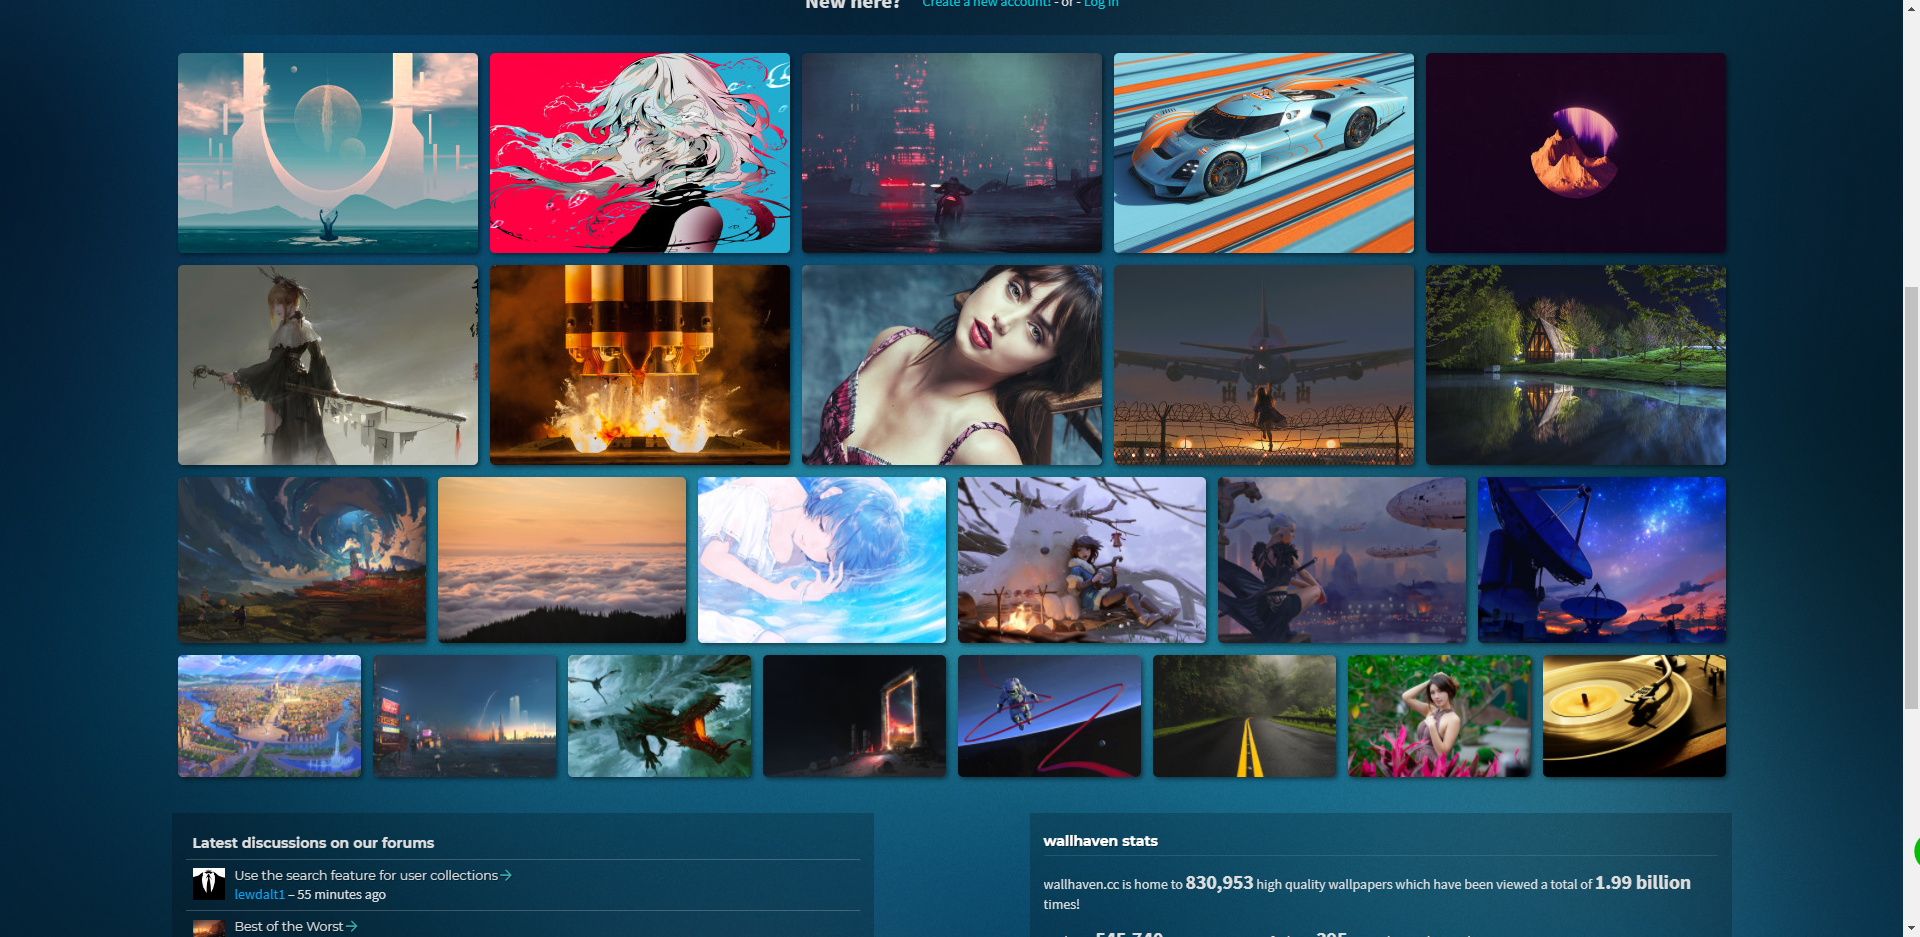 New here? Create a new account! - or - Log in
Latest discussions on our forums
Use the search feature for user collections
lewdalt1 – 55 minutes ago
Best of the Worst
wallhaven stats
wallhaven.cc is home to 830,953 high quality wallpapers which have been viewed a total of 1.99 billion
times!